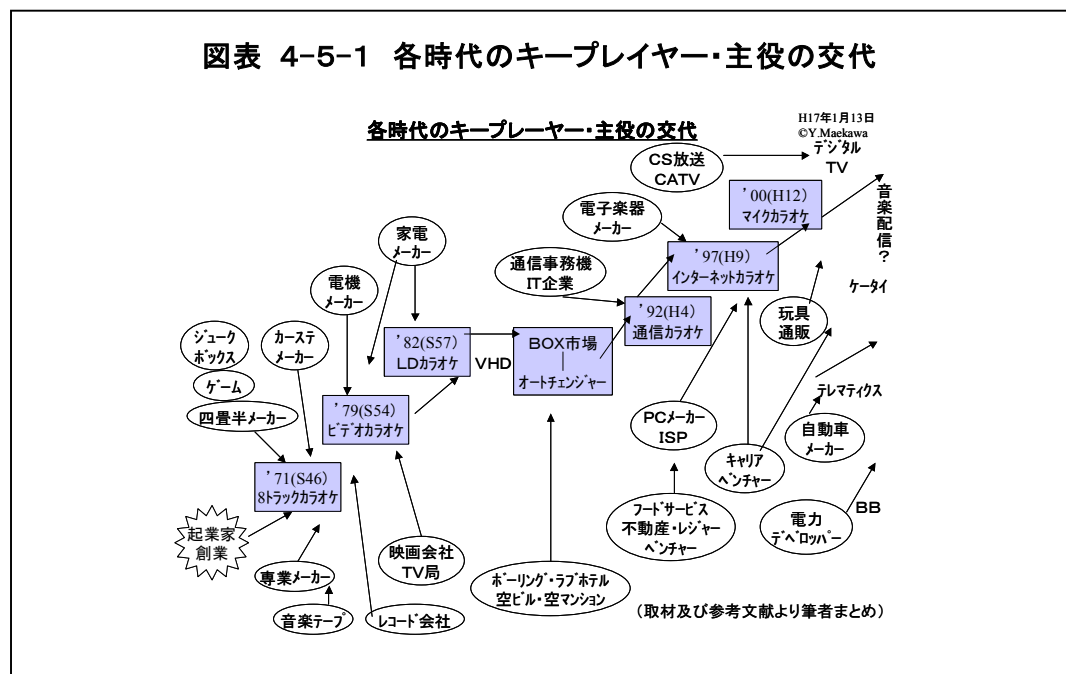 図表 4-5-1 各時代のキープレイヤー・主役の交代
各時代のキープレーヤー・主役の交代
H17年1月13日
©Y.Maekawa
デジタル
TV
CS放送
CATV
'00(H12)
マイクカラオケ
音楽配信?
電子楽器
メーカー
家電
メーカー
'97(H9)
インターネットカラオケ
通信事務機
IT企業
電機
メーカー
ケータイ
'92(H4)
通信カラオケ
玩具
通販
ジューク
ボックス
カーステ
メーカー
'82(S57)
LDカラオケ
VHD
BOX市場
オートチェンジャー
ゲーム
四畳半メーカー
'79(S54)
ビデオカラオケ
テレマティクス
PCメーカー
ISP
自動車
メーカー
キャリア
ベンチャー
'71(S46)
8トラックカラオケ
起業家
創業
フードサービス
不動産・レジャー
ベンチャー
電力
デベロッパー
BB
映画会社
TV局
専業メーカー
ボーリング・ラブホテル
空ビル・空マンション
音楽テープ
レコード会社
(取材及び参考文献より筆者まとめ)